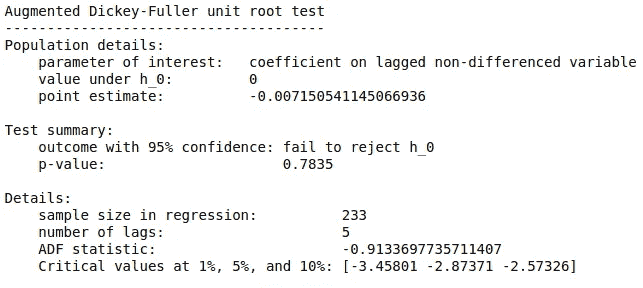 Augmented Dickey-Fuller unit root test
--------------------------------------
Population details:
    parameter of interest:   coefficient on lagged non-differenced variable
    value under h_0:         0
    point estimate:          -0.007150541145066936

Test summary:
    outcome with 95% confidence: fail to reject h_0
    p-value:                     0.7835

Details:
    sample size in regression:          233
    number of lags:                     5
    ADF statistic:                      -0.9133697735711407
    Critical values at 1%, 5%, and 10%: [-3.45801 -2.87371 -2.57326]